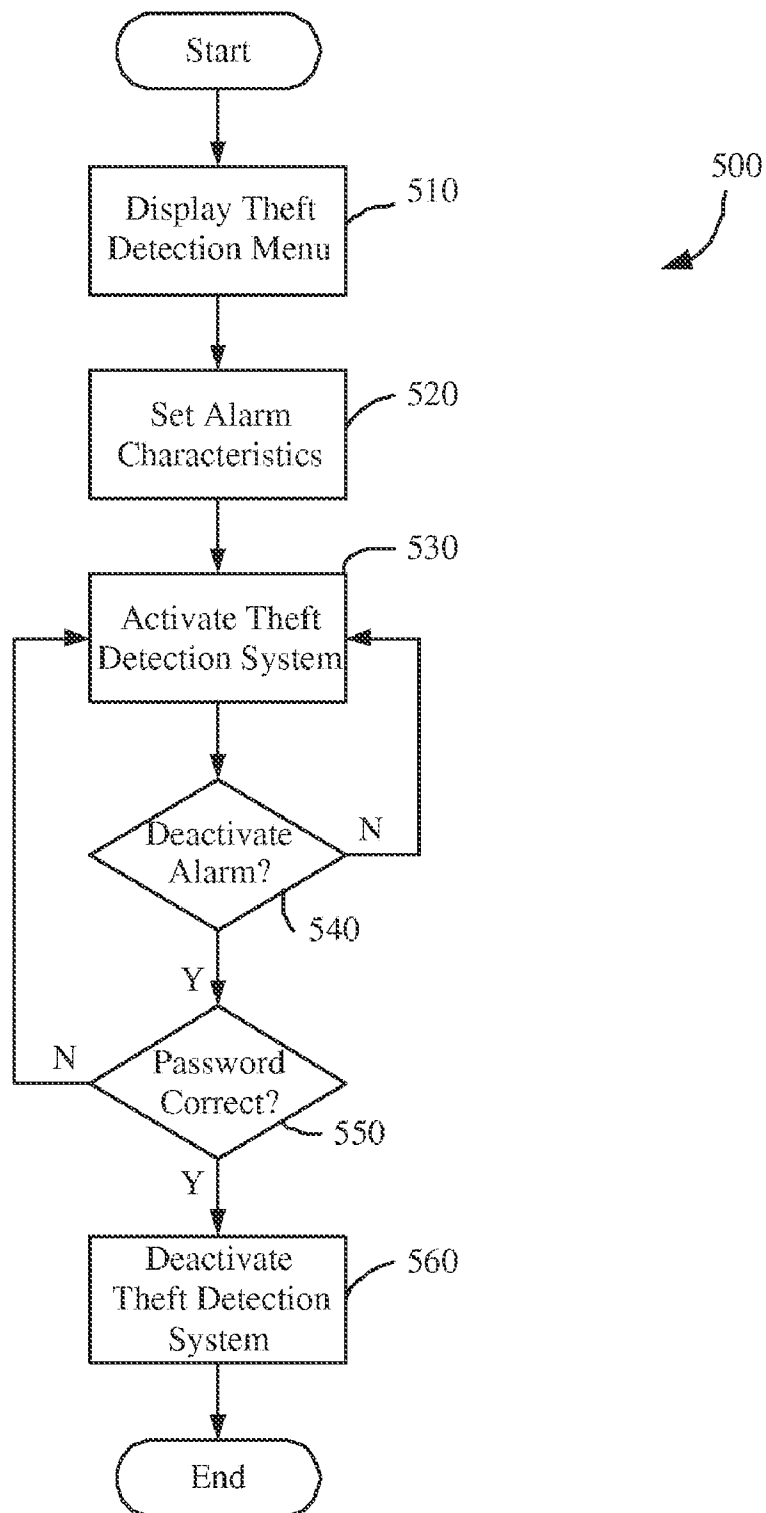 Start
500
Display Theft
Detection Menu
510
Set Alarm
Characteristics
520
530
Activate Theft
Detection System
Deactivate
Alarm?
N
540
Y
N
Password
Correct?
550
Y
Deactivate
Theft Detection
System
560
End